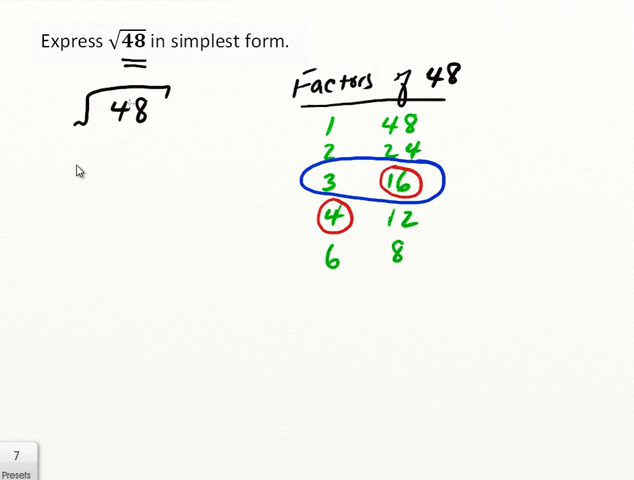 Express √48 in simplest form.
Factors of 48
√48
1 48
2 24
3 16
4 12
6 8
7
Presets